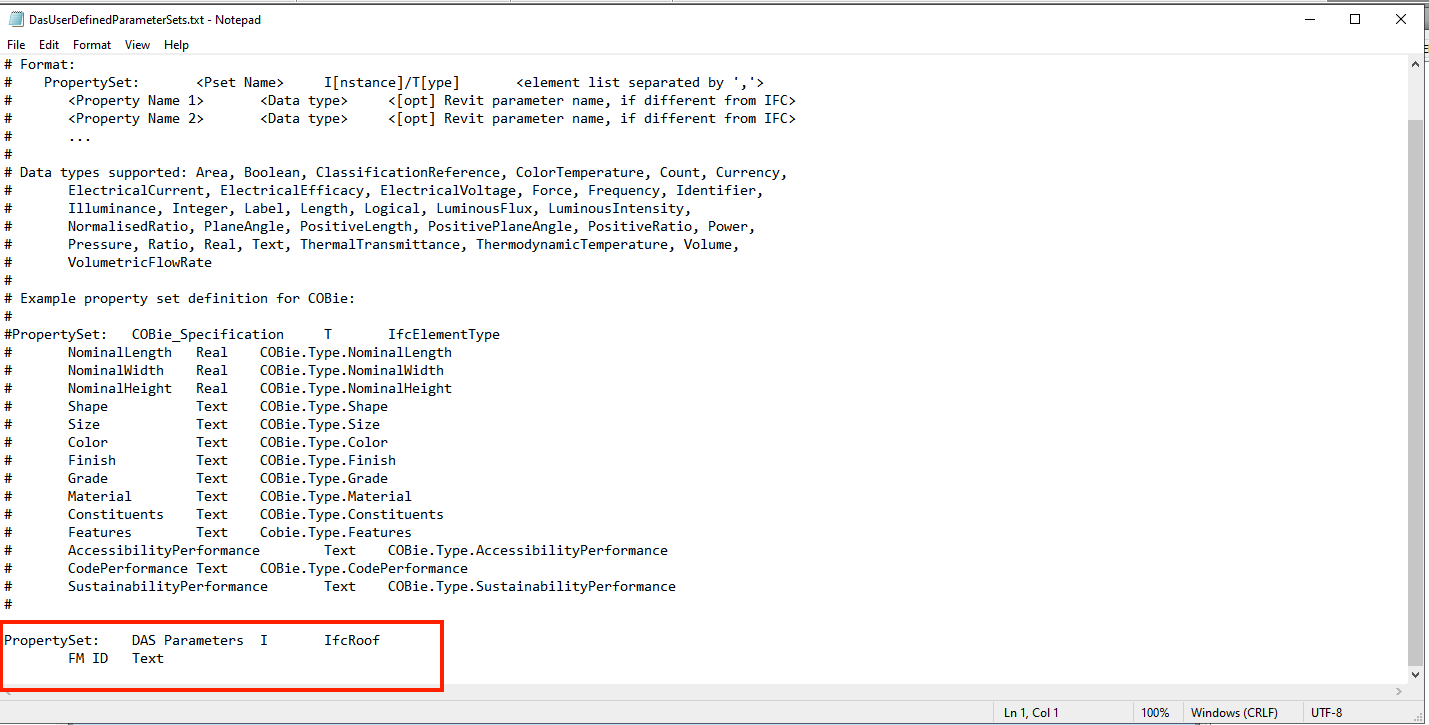 DasUserDefinedParameterSets.txt - Notepad
File Edit Format View Help
# Format:
#    PropertySet:       <Pset Name>     I[nstance]/T[ype]       <element list separated by ','>
#       <Property Name 1>       <Data type>     <[opt] Revit parameter name, if different from IFC>
#       <Property Name 2>       <Data type>     <[opt] Revit parameter name, if different from IFC>
#       ...
#
# Data types supported: Area, Boolean, ClassificationReference, ColorTemperature, Count, Currency,
#       ElectricalCurrent, ElectricalEfficacy, ElectricalVoltage, Force, Frequency, Identifier,
#       Illuminance, Integer, Label, Length, Logical, LuminousFlux, LuminousIntensity,
#       NormalisedRatio, PlaneAngle, PositiveLength, PositivePlaneAngle, PositiveRatio, Power,
#       Pressure, Ratio, Real, Text, ThermalTransmittance, ThermodynamicTemperature, Volume,
#       VolumetricFlowRate
#
# Example property set definition for COBie:
#
#PropertySet:   COBie_Specification     T       IfcElementType
#       NominalLength   Real    COBie.Type.NominalLength
#       NominalWidth    Real    COBie.Type.NominalWidth
#       NominalHeight   Real    COBie.Type.NominalHeight
#       Shape           Text    COBie.Type.Shape
#       Size            Text    COBie.Type.Size
#       Color           Text    COBie.Type.Color
#       Finish          Text    COBie.Type.Finish
#       Grade           Text    COBie.Type.Grade
#       Material        Text    COBie.Type.Material
#       Constituents    Text    COBie.Type.Constituents
#       Features        Text    Cobie.Type.Features
#       AccessibilityPerformance        Text    COBie.Type.AccessibilityPerformance
#       CodePerformance Text    COBie.Type.CodePerformance
#       SustainabilityPerformance       Text    COBie.Type.SustainabilityPerformance
#
PropertySet:    DAS Parameters  I       IfcRoof
        FM ID   Text
Ln 1, Col 1 100% Windows (CRLF) UTF-8